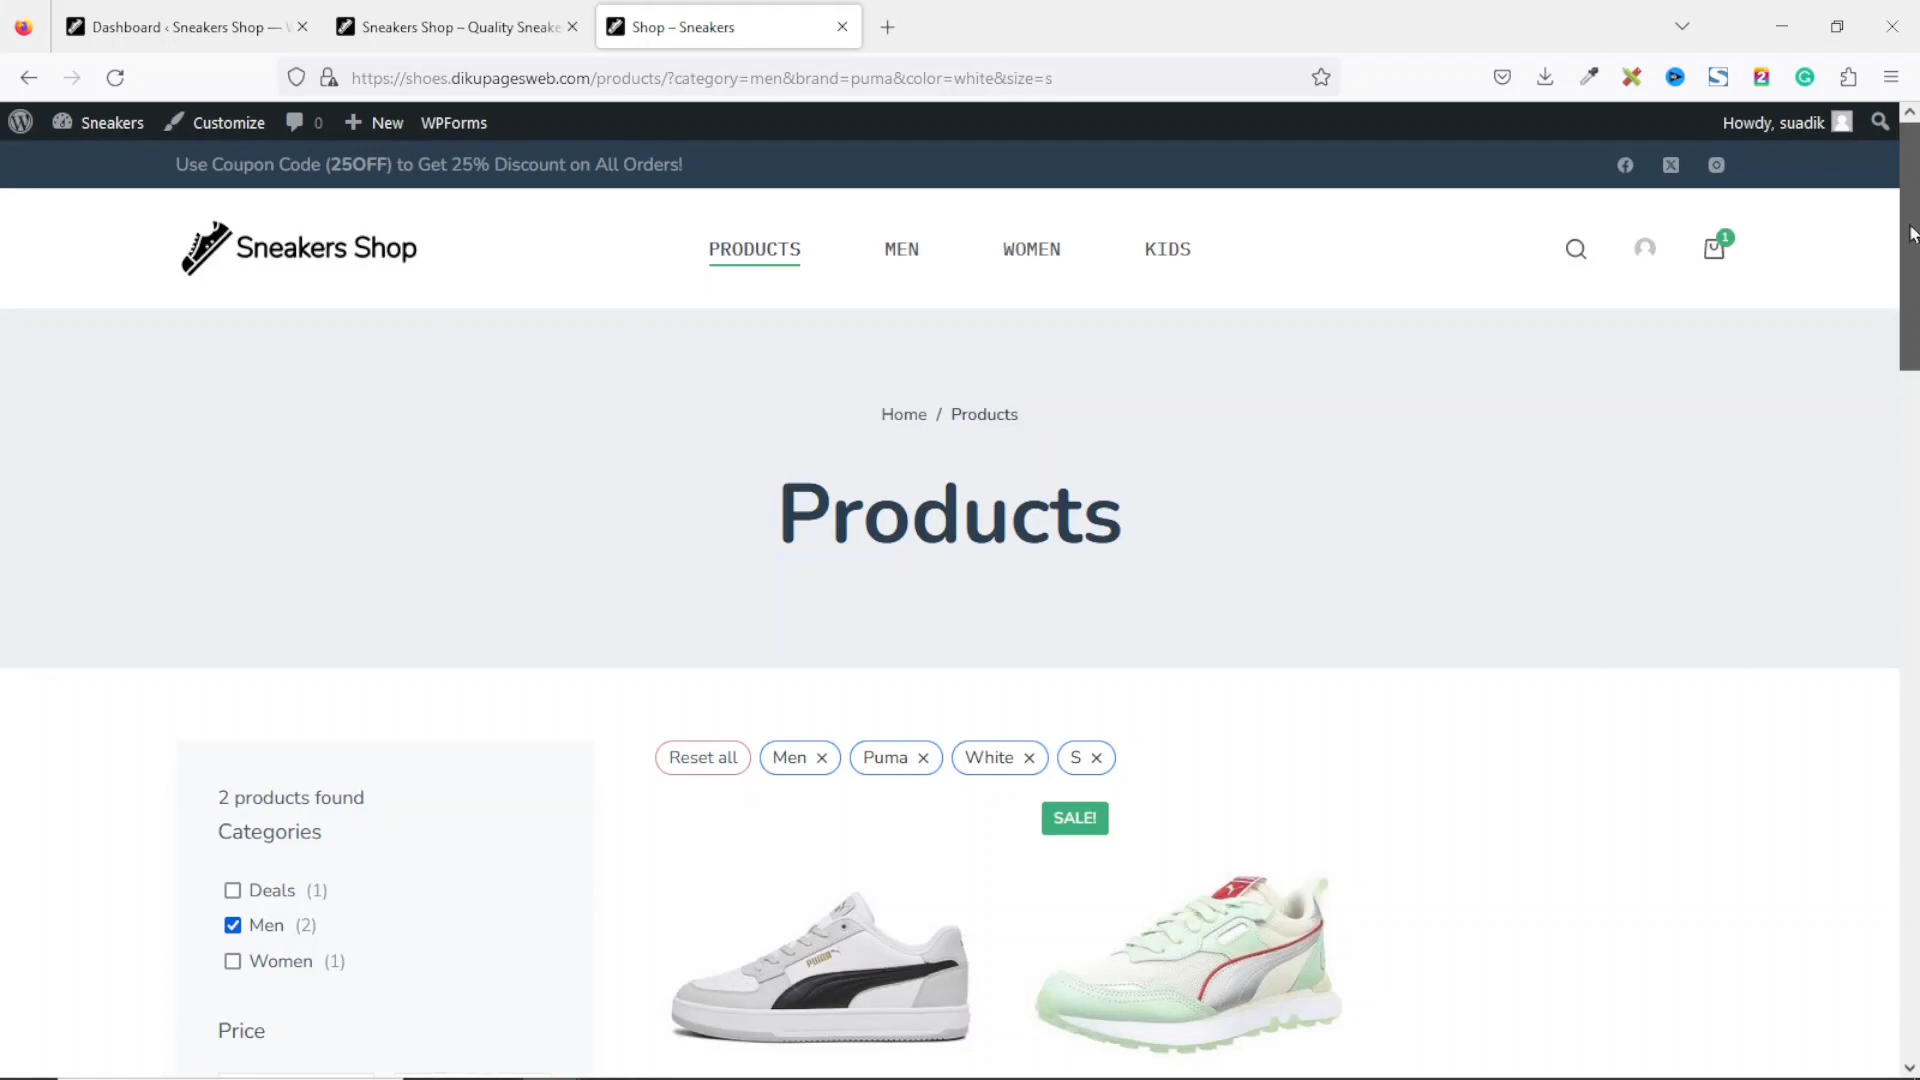 Dashboard ‹ Sneakers Shop —
Sneakers Shop – Quality Sneake
Shop – Sneakers
https://shoes.dikupagesweb.com/products/?category=men&brand=puma&color=white&size=s
Sneakers
Customize
0
New
WPForms
Howdy, suadik
Use Coupon Code (25OFF) to Get 25% Discount on All Orders!
Sneakers Shop
PRODUCTS
MEN
WOMEN
KIDS
1
Home / Products
Products
Reset all
Men ×
Puma ×
White ×
S ×
2 products found
Categories
Deals (1)
Men (2)
Women (1)
Price
SALE!
PUMA